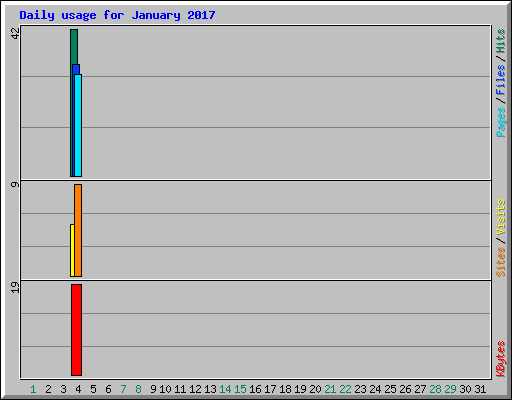 Daily usage for January 2017
42
9
19
Pages/Files/Hits
Sites/Visits
KBytes
1 2 3 4 5 6 7 8 9 10 11 12 13 14 15 16 17 18 19 20 21 22 23 24 25 26 27 28 29 30 31